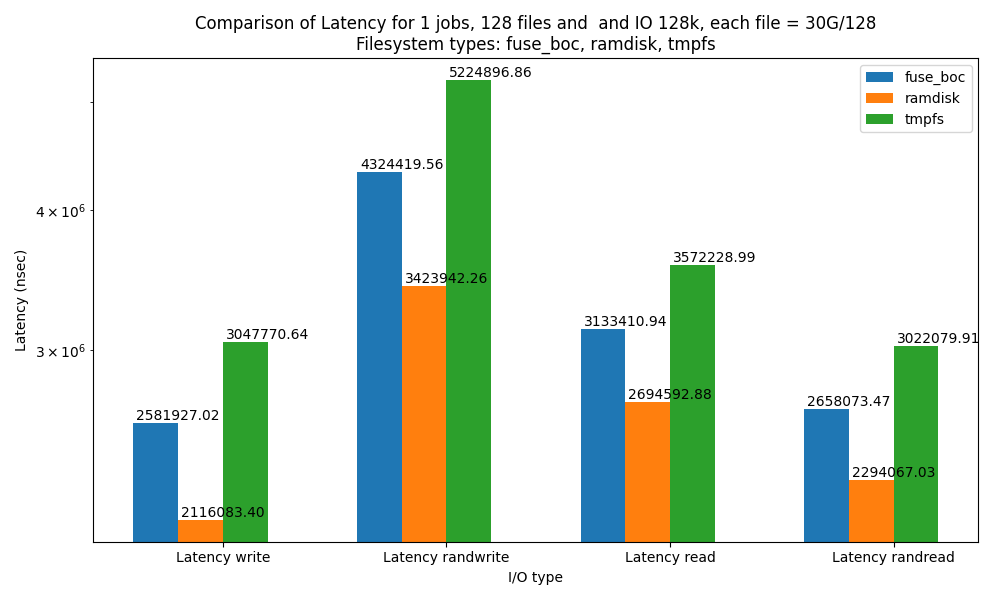 Comparison of Latency for 1 jobs, 128 files and  and IO 128k, each file = 30G/128
Filesystem types: fuse_boc, ramdisk, tmpfs
fuse_boc
ramdisk
tmpfs
5224896.86
4324419.56
4 × 10⁶
3572228.99
3423942.26
3133410.94
3047770.64
3022079.91
3 × 10⁶
2694592.88
2658073.47
2581927.02
2294067.03
2116083.40
Latency (nsec)
Latency write
Latency randwrite
Latency read
Latency randread
I/O type